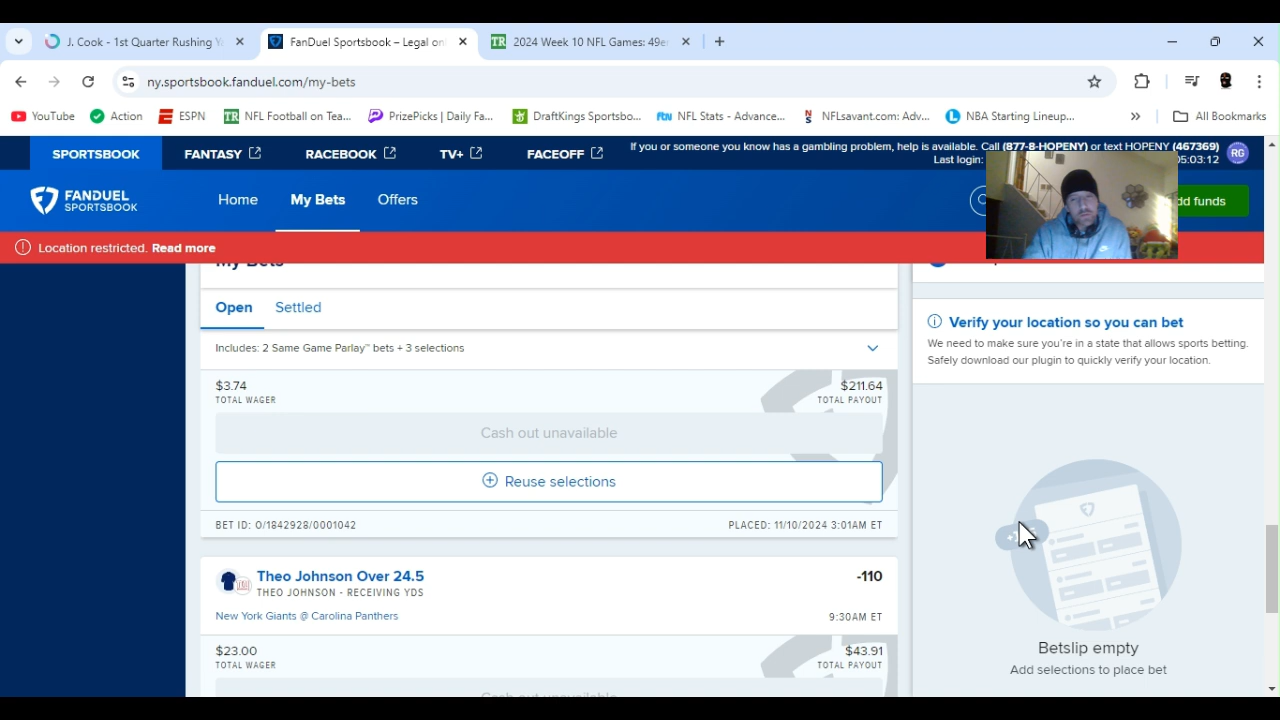 J. Cook - 1st Quarter Rushing Y
FanDuel Sportsbook – Legal on
TR 2024 Week 10 NFL Games: 49e
ny.sportsbook.fanduel.com/my-bets
YouTube
Action
ESPN
TR NFL Football on Tea...
PrizePicks | Daily Fa...
DraftKings Sportsbo...
ftn NFL Stats - Advance...
NFLsavant.com: Adv...
L NBA Starting Lineup...
»
All Bookmarks
SPORTSBOOK
FANTASY
RACEBOOK
TV+
FACEOFF
If you or someone you know has a gambling problem, help is available. Call (877-8-HOPENY) or text HOPENY (467369)
Last login:
05:03:12
RG
FANDUEL
SPORTSBOOK
Home
My Bets
Offers
dd funds
Location restricted. Read more
My Bets
Open
Settled
Includes: 2 Same Game Parlay™ bets + 3 selections
$3.74
TOTAL WAGER
$211.64
TOTAL PAYOUT
Cash out unavailable
Reuse selections
BET ID: O/1842928/0001042
PLACED: 11/10/2024 3:01AM ET
Theo Johnson Over 24.5
-110
THEO JOHNSON - RECEIVING YDS
New York Giants @ Carolina Panthers
9:30AM ET
$23.00
TOTAL WAGER
$43.91
TOTAL PAYOUT
Cash out unavailable
Verify your location so you can bet
We need to make sure you're in a state that allows sports betting.
Safely download our plugin to quickly verify your location.
Betslip empty
Add selections to place bet